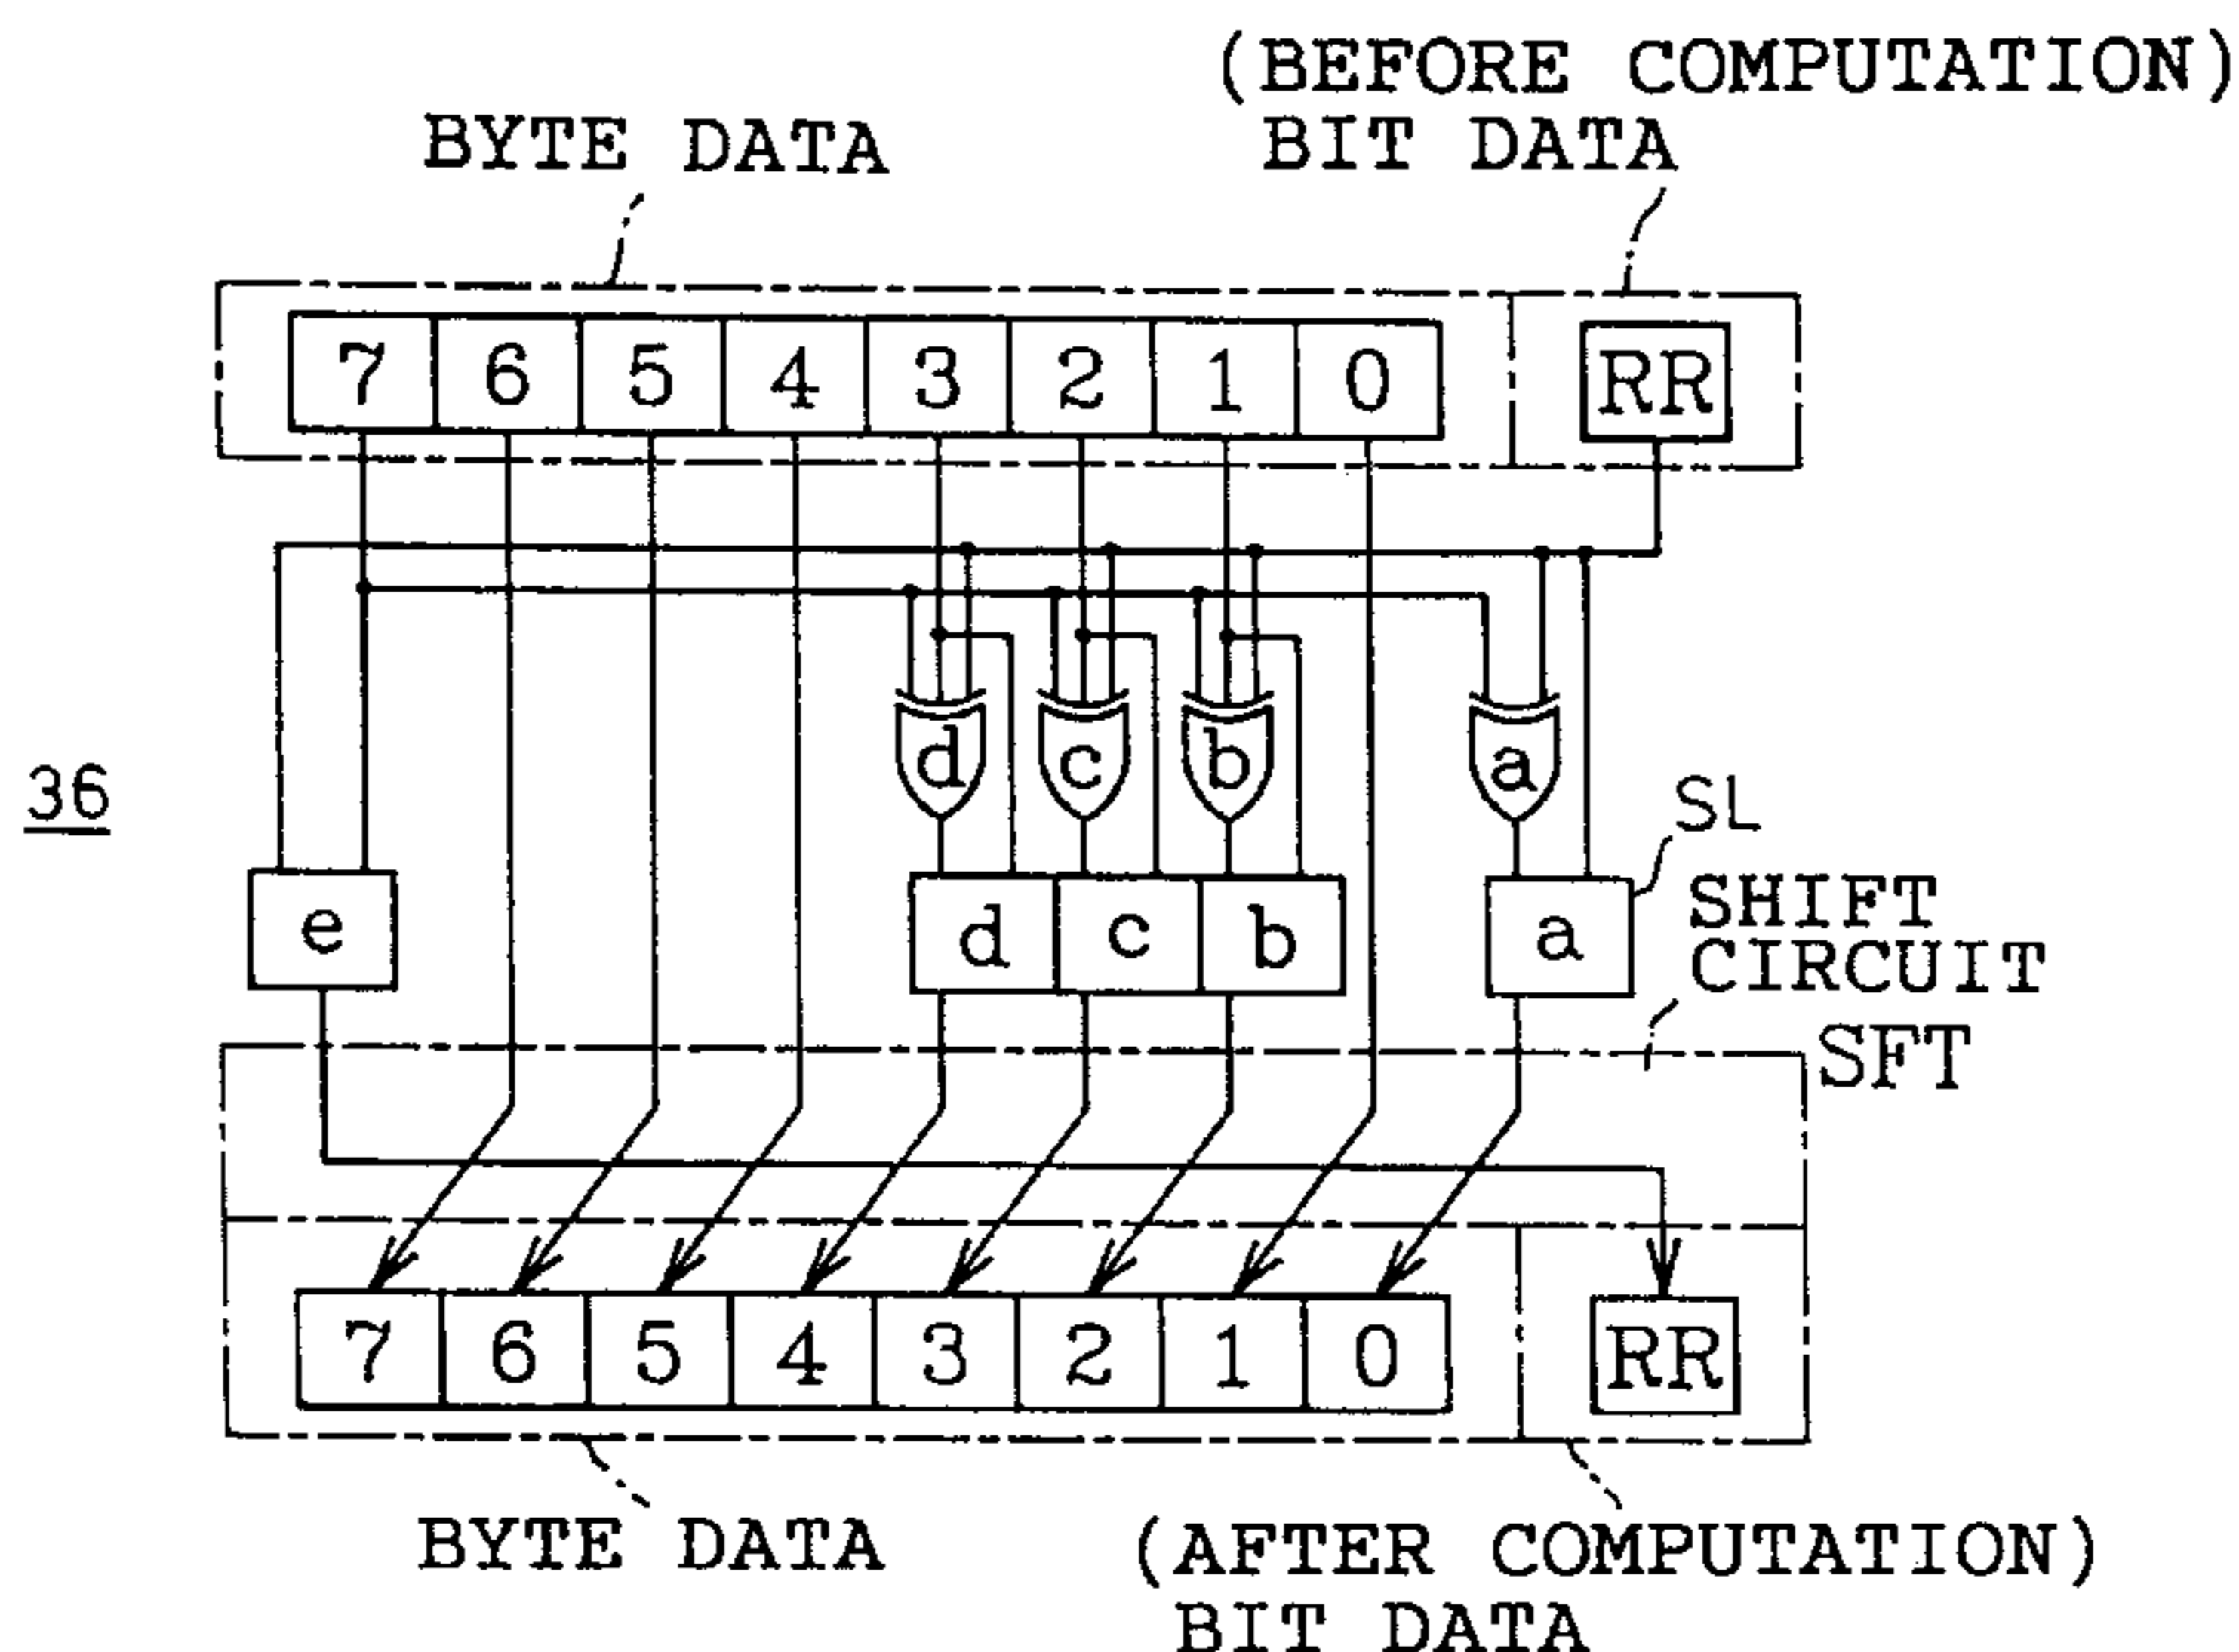 (BEFORE COMPUTATION)
BYTE DATA
BIT DATA
7 6 5 4 3 2 1 0 RR
d c b a
36
SL
e d c b a
SHIFT
CIRCUIT
SFT
7 6 5 4 3 2 1 0 RR
BYTE DATA
(AFTER COMPUTATION)
BIT DATA